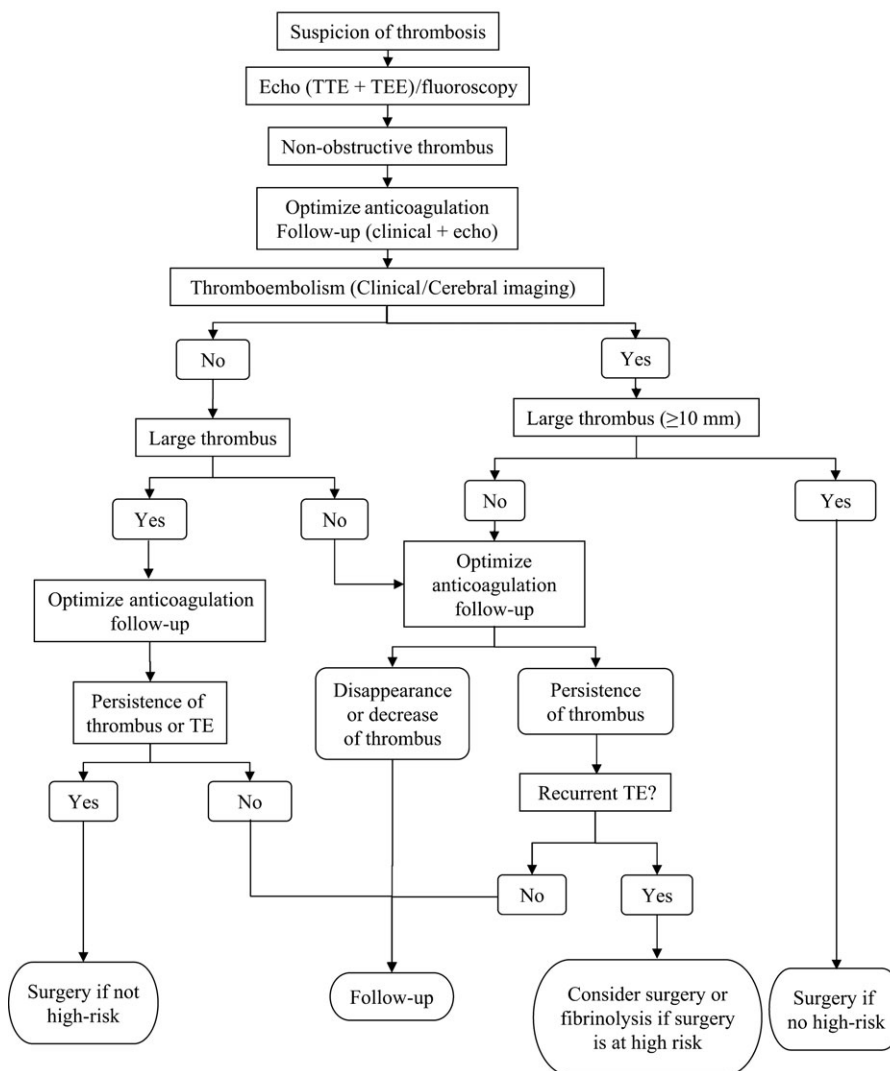 Suspicion of thrombosis
Echo (TTE + TEE)/fluoroscopy
Non-obstructive thrombus
Optimize anticoagulation
Follow-up (clinical + echo)
Thromboembolism (Clinical/Cerebral imaging)
No
Yes
Large thrombus
Large thrombus (≥10 mm)
Yes
No
No
Yes
Optimize anticoagulation
follow-up
Optimize
anticoagulation
follow-up
Persistence of
thrombus or TE
Disappearance
or decrease
of thrombus
Persistence
of thrombus
Yes
No
Recurrent TE?
No
Yes
Surgery if not
high-risk
Follow-up
Consider surgery or
fibrinolysis if surgery
is at high risk
Surgery if
no high-risk